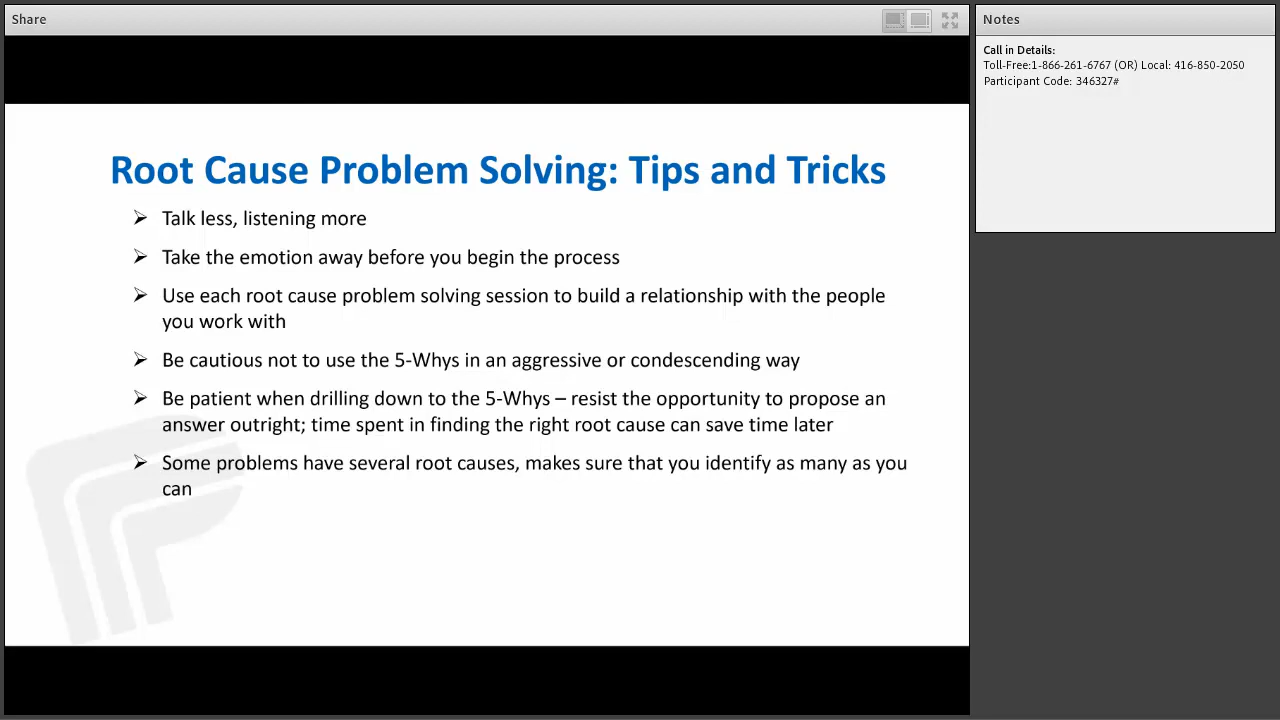 Share
Notes
Call in Details:
Toll-Free:1-866-261-6767 (OR) Local: 416-850-2050
Participant Code: 346327#
Root Cause Problem Solving: Tips and Tricks
➢ Talk less, listening more
➢ Take the emotion away before you begin the process
➢ Use each root cause problem solving session to build a relationship with the people
you work with
➢ Be cautious not to use the 5-Whys in an aggressive or condescending way
➢ Be patient when drilling down to the 5-Whys – resist the opportunity to propose an
answer outright; time spent in finding the right root cause can save time later
➢ Some problems have several root causes, makes sure that you identify as many as you
can